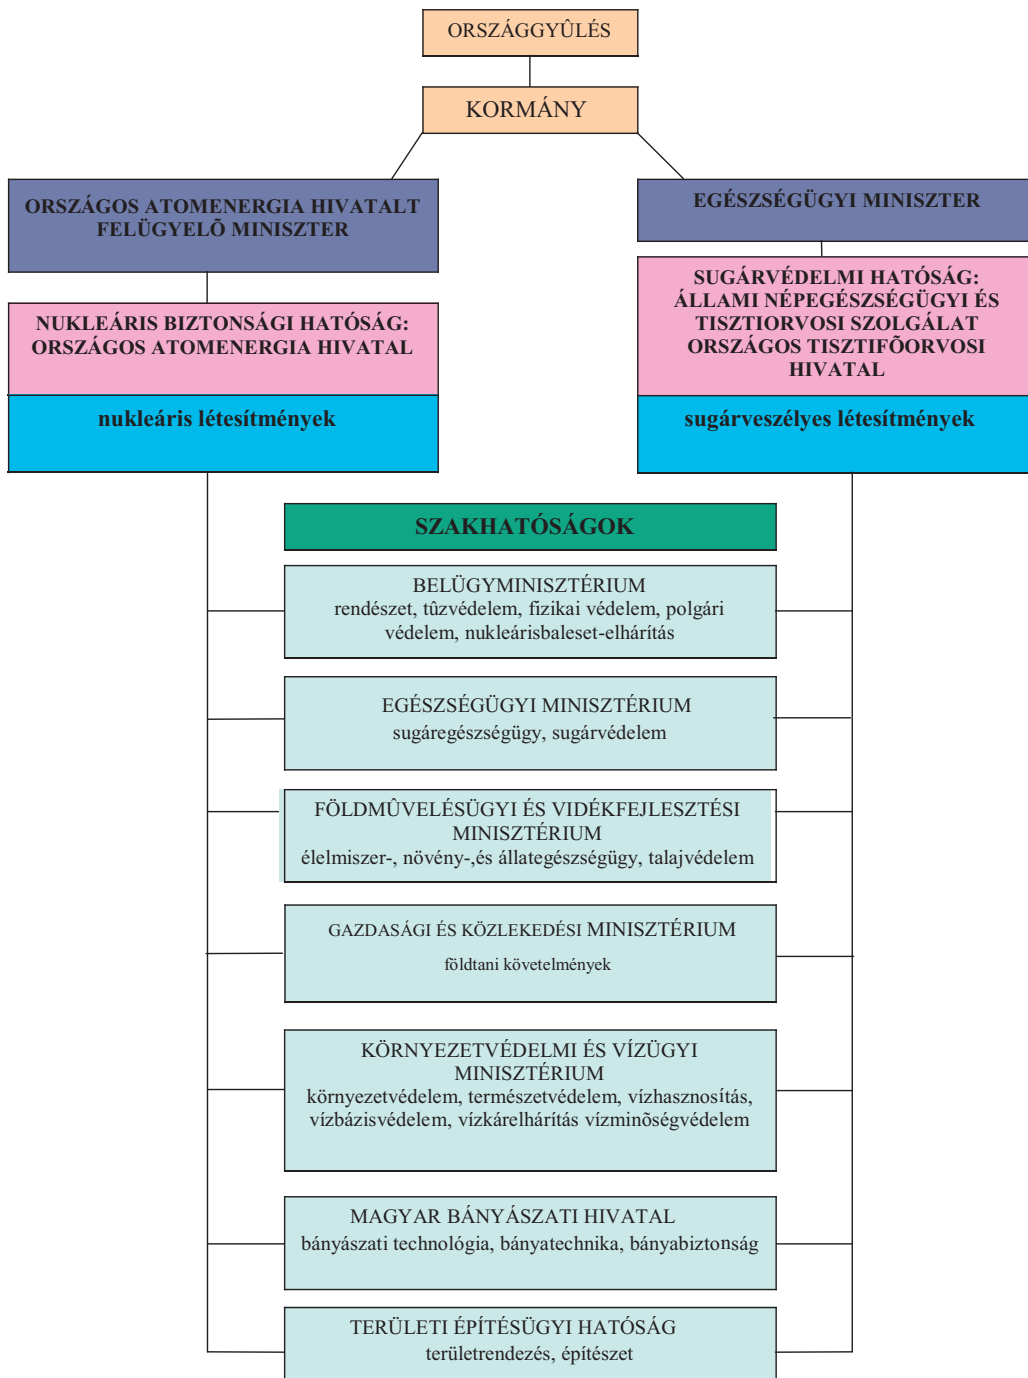 ORSZÁGGYÛLÉS
KORMÁNY
ORSZÁGOS ATOMENERGIA HIVATALT
FELÜGYELÕ MINISZTER
EGÉSZSÉGÜGYI MINISZTER
NUKLEÁRIS BIZTONSÁGI HATÓSÁG:
ORSZÁGOS ATOMENERGIA HIVATAL
nukleáris létesítmények
SUGÁRVÉDELMI HATÓSÁG:
ÁLLAMI NÉPEGÉSZSÉGÜGYI ÉS
TISZTIORVOSI SZOLGÁLAT
ORSZÁGOS TISZTIFÕORVOSI
HIVATAL
sugárveszélyes létesítmények
SZAKHATÓSÁGOK
BELÜGYMINISZTÉRIUM
rendészet, tûzvédelem, fizikai védelem, polgári
védelem, nukleárisbaleset-elhárítás
EGÉSZSÉGÜGYI MINISZTÉRIUM
sugáregészségügy, sugárvédelem
FÖLDMÛVELÉSÜGYI ÉS VIDÉKFEJLESZTÉSI
MINISZTÉRIUM
élelmiszer-, növény-,és állategészségügy, talajvédelem
GAZDASÁGI ÉS KÖZLEKEDÉSI MINISZTÉRIUM
földtani követelmények
KÖRNYEZETVÉDELMI ÉS VÍZÜGYI
MINISZTÉRIUM
környezetvédelem, természetvédelem, vízhasznosítás,
vízbázisvédelem, vízkárelhárítás vízminõségvédelem
MAGYAR BÁNYÁSZATI HIVATAL
bányászati technológia, bányatechnika, bányabiztonság
TERÜLETI ÉPÍTÉSÜGYI HATÓSÁG
területrendezés, építészet